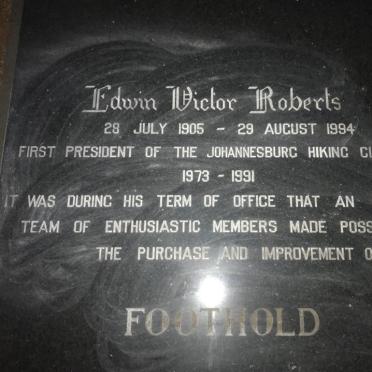 Edwin Victor Roberts
28 JULY 1905 - 29 AUGUST 1994
FIRST PRESIDENT OF THE JOHANNESBURG HIKING
1973 - 1991
IT WAS DURING HIS TERM OF OFFICE THAT AN
TEAM OF ENTHUSIASTIC MEMBERS MADE
THE PURCHASE AND IMPROVEMENT
FOOTHOLD